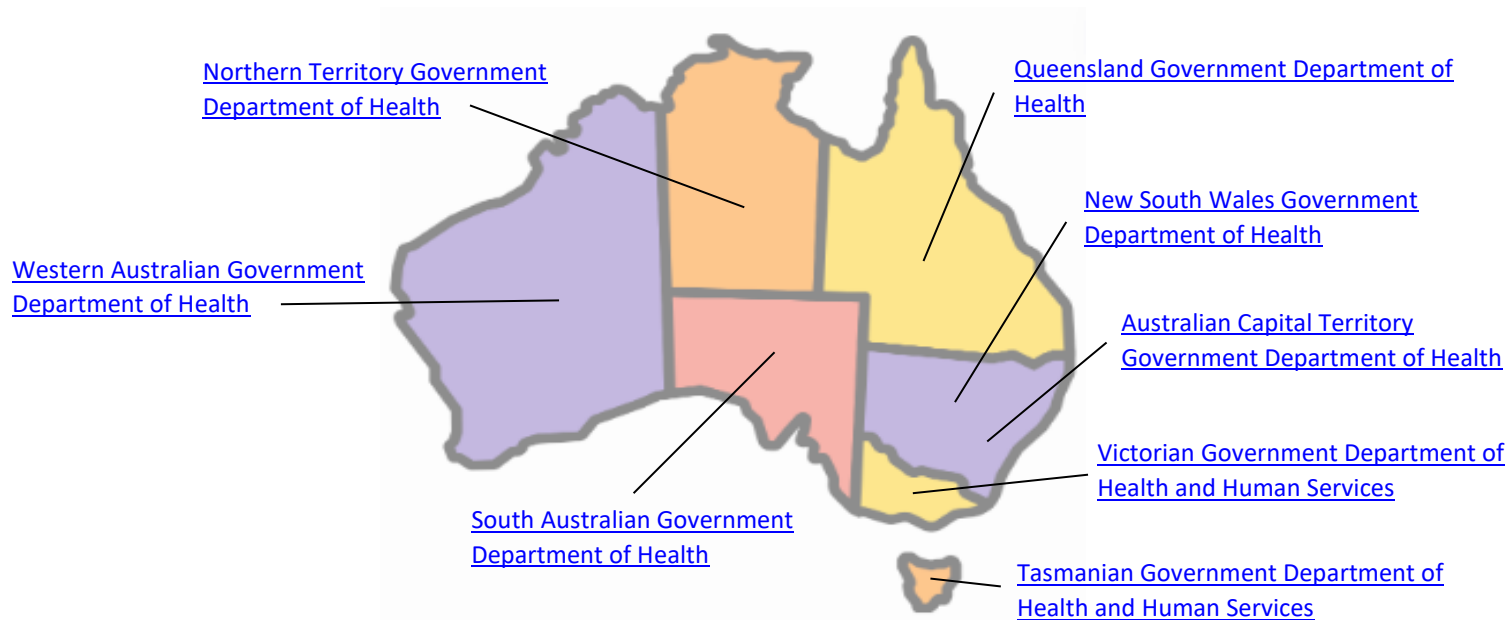 Northern Territory Government
Department of Health
Queensland Government Department of
Health
New South Wales Government
Department of Health
Western Australian Government
Department of Health
Australian Capital Territory
Government Department of Health
Victorian Government Department of
Health and Human Services
South Australian Government
Department of Health
Tasmanian Government Department of
Health and Human Services